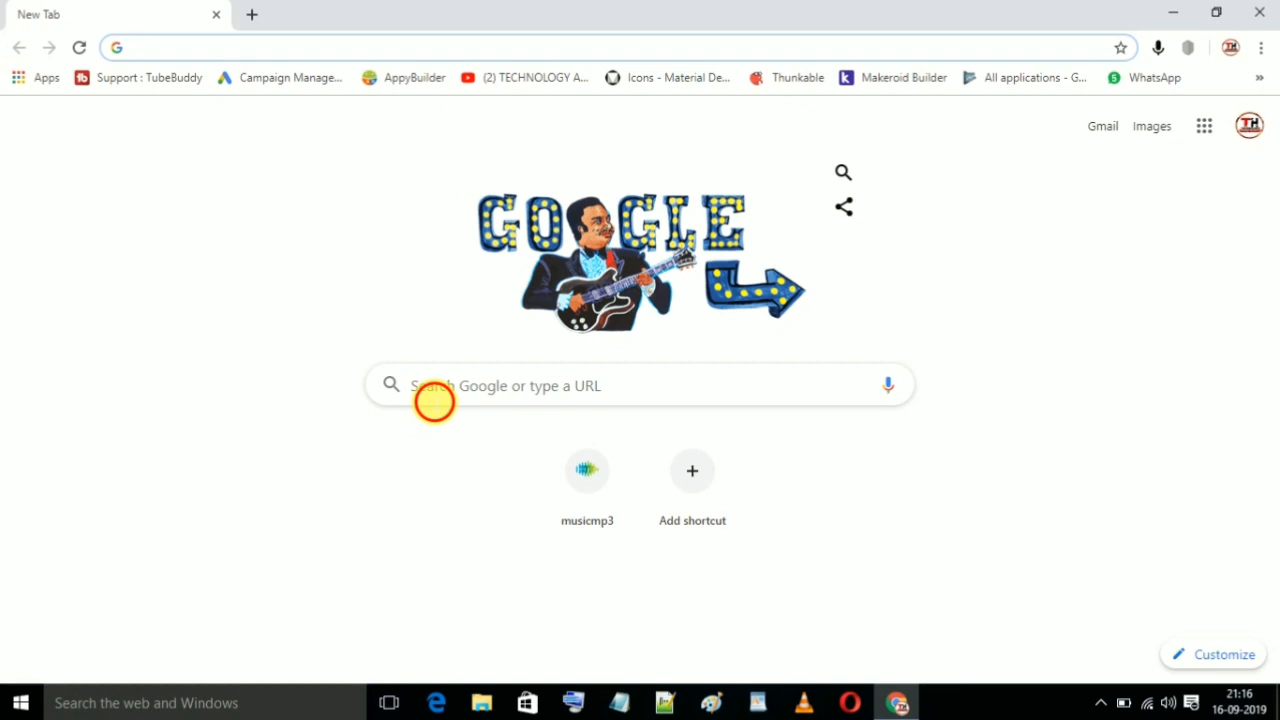 New Tab
Apps
Support : TubeBuddy
Campaign Manage...
AppyBuilder
(2) TECHNOLOGY A...
Icons - Material De...
Thunkable
Makeroid Builder
All applications - G...
WhatsApp
Gmail
Images
TH
GOOGLE
Search Google or type a URL
musicmp3
Add shortcut
Customize
Search the web and Windows
21:16
16-09-2019